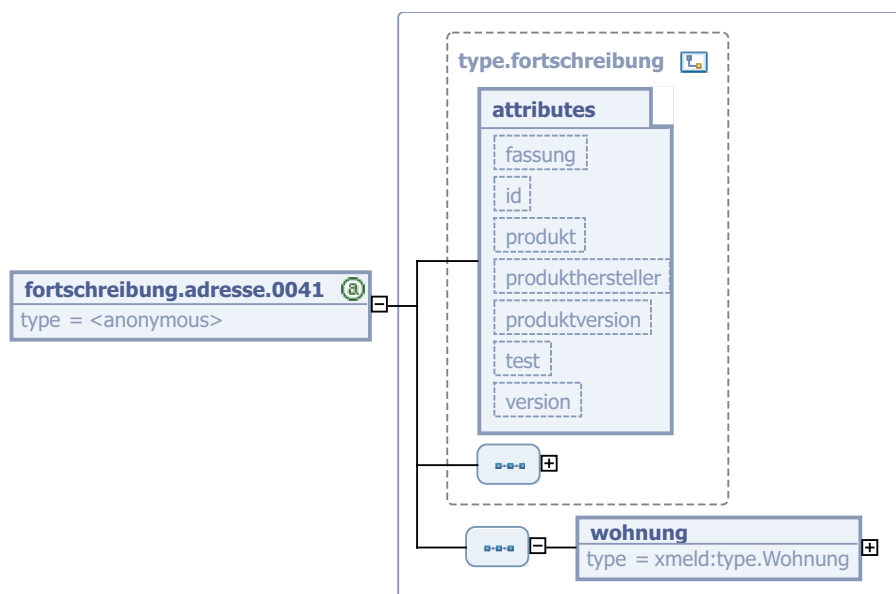 type.fortschreibung
attributes
fassung
id
produkt
produkthersteller
produktversion
test
version
fortschreibung.adresse.0041 a
type = <anonymous>
wohnung
type = xmeld:type.Wohnung